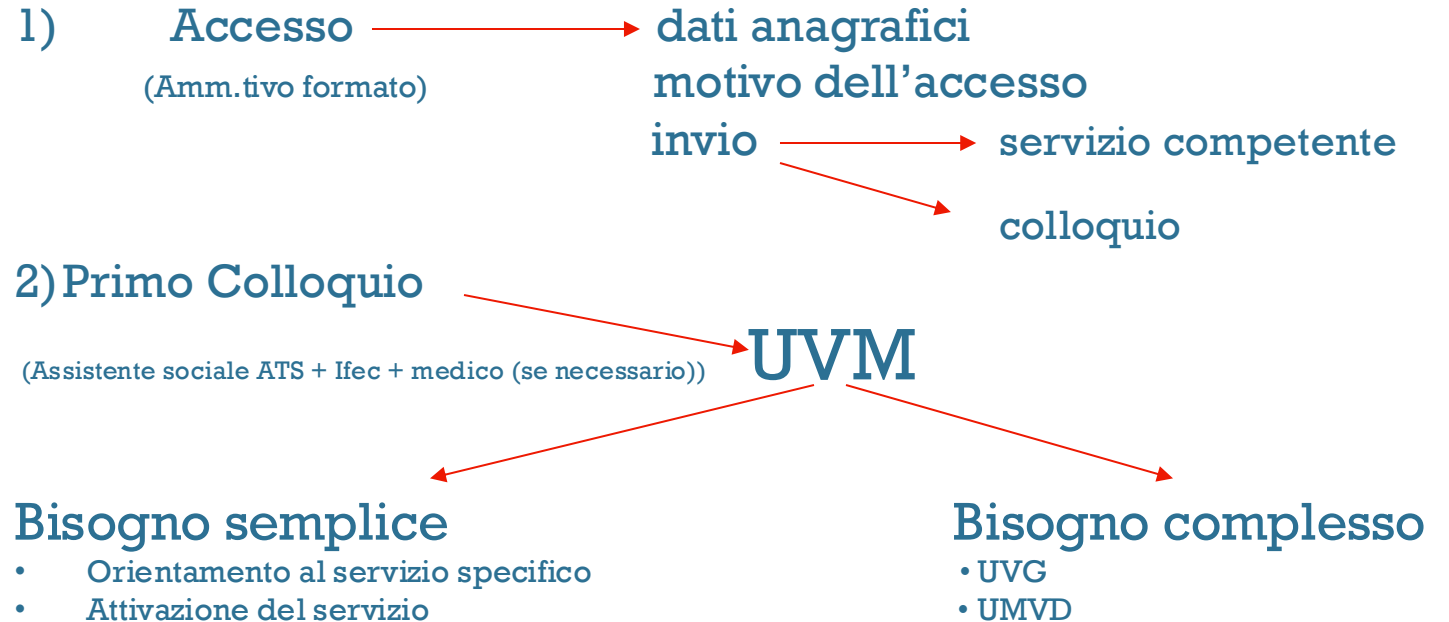 1) Accesso dati anagrafici
(Amm.tivo formato) motivo dell’accesso
invio servizio competente
colloquio
2) Primo Colloquio
UVM
(Assistente sociale ATS + Ifec + medico (se necessario))
Bisogno semplice
• Orientamento al servizio specifico
• Attivazione del servizio
Bisogno complesso
• UVG
• UMVD